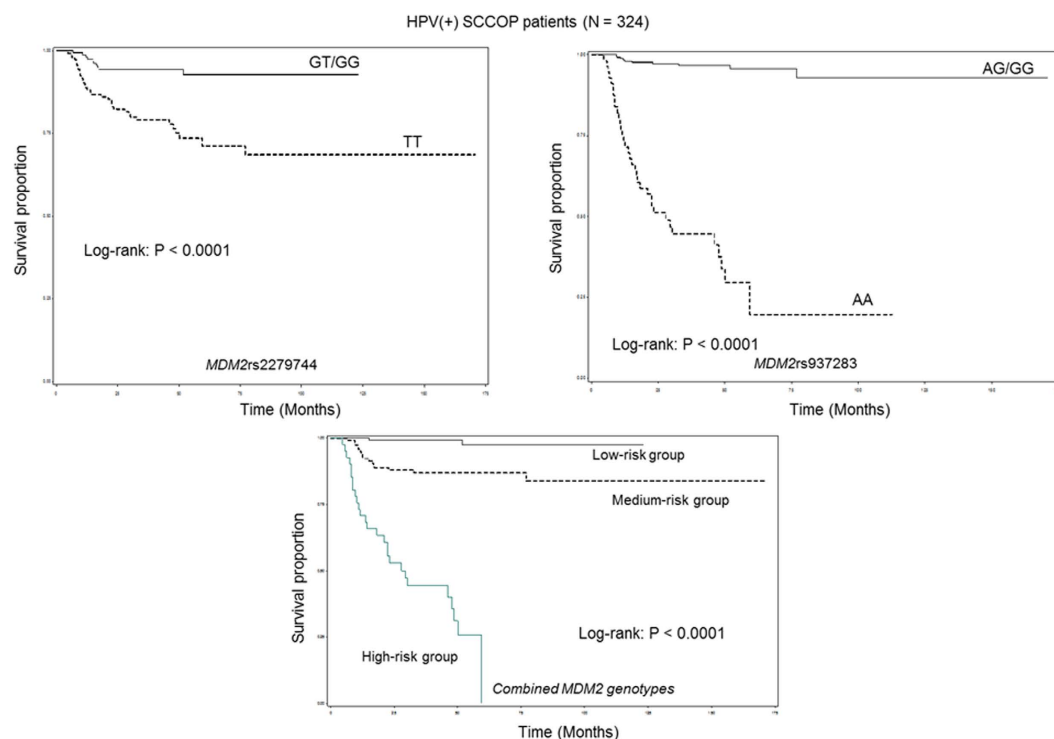 HPV(+) SCCOP patients (N = 324)
GT/GG
TT
Survival proportion
Log-rank: P < 0.0001
MDM2rs2279744
Time (Months)
AG/GG
AA
Survival proportion
Log-rank: P < 0.0001
MDM2rs937283
Time (Months)
Low-risk group
Medium-risk group
Survival proportion
Log-rank: P < 0.0001
High-risk group
Combined MDM2 genotypes
Time (Months)